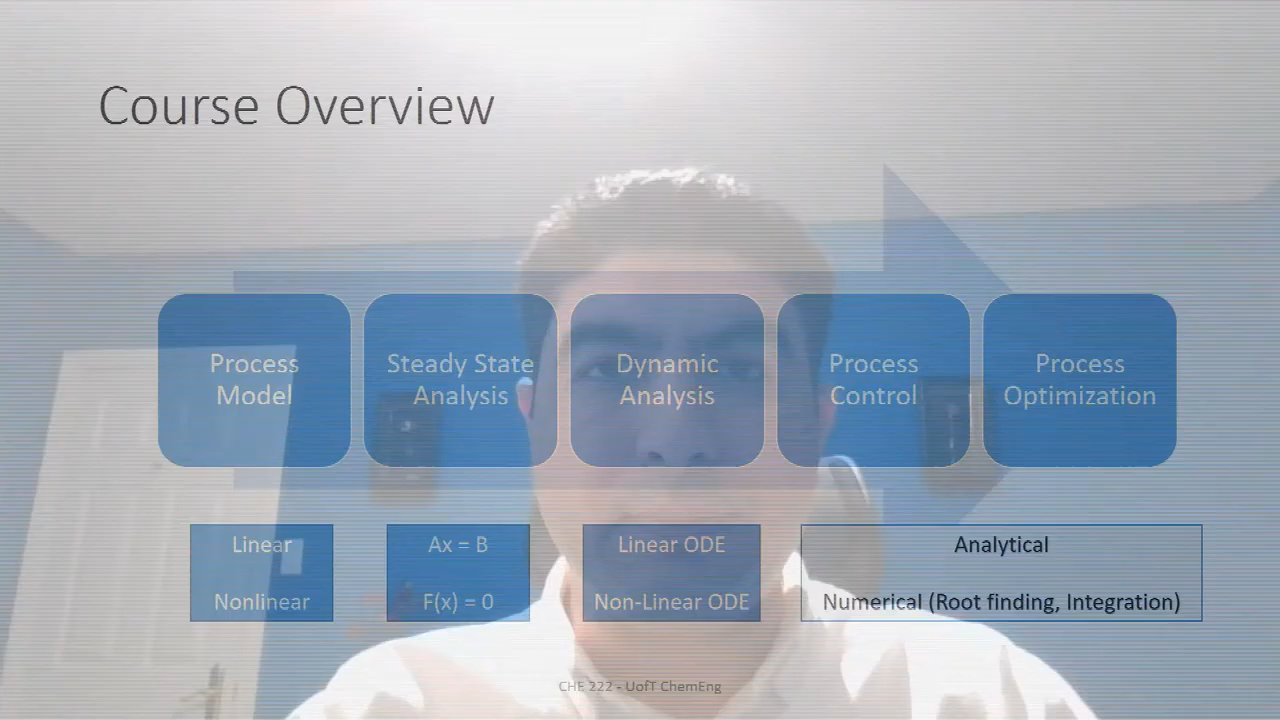 Course Overview
Process
Model
Steady State
Analysis
Dynamic
Analysis
Process
Control
Process
Optimization
Linear
Nonlinear
Ax = B
F(x) = 0
Linear ODE
Non-Linear ODE
Analytical
Numerical (Root finding, Integration)
CHE 222 - UofT ChemEng